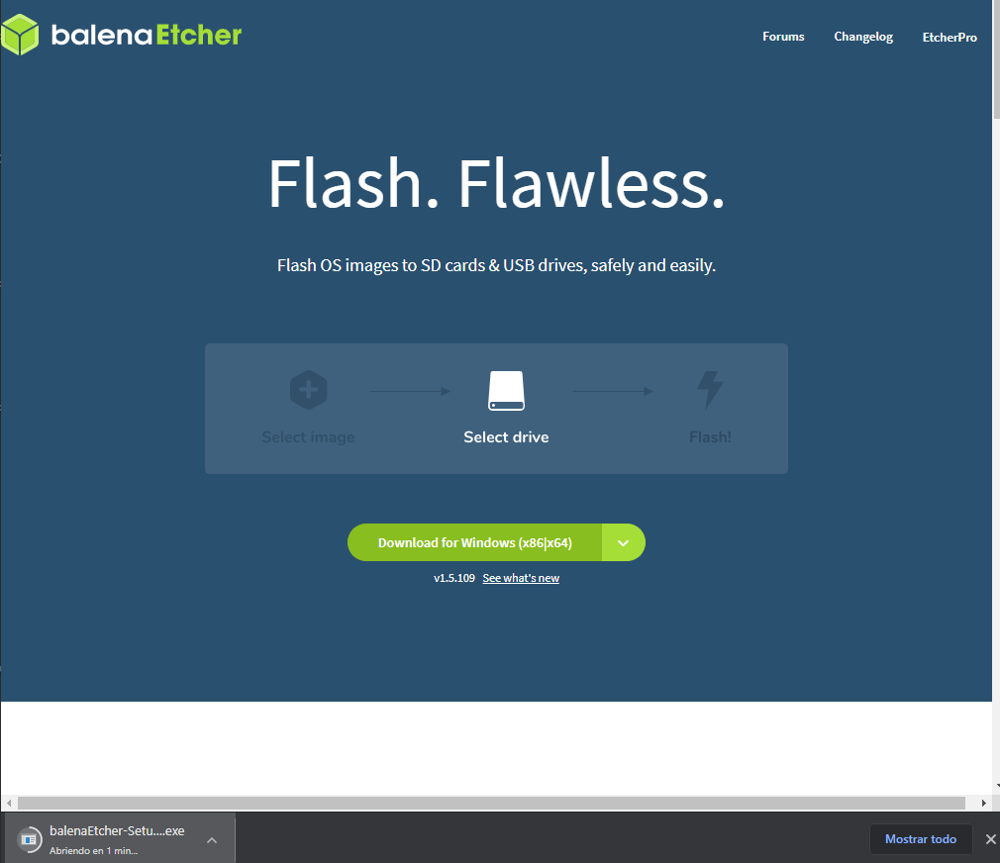 balenaEtcher
Forums Changelog EtcherPro
Flash. Flawless.
Flash OS images to SD cards & USB drives, safely and easily.
Select image Select drive Flash!
Download for Windows (x86|x64)
v1.5.109 See what's new
balenaEtcher-Setu....exe
Abriendo en 1 min...
Mostrar todo